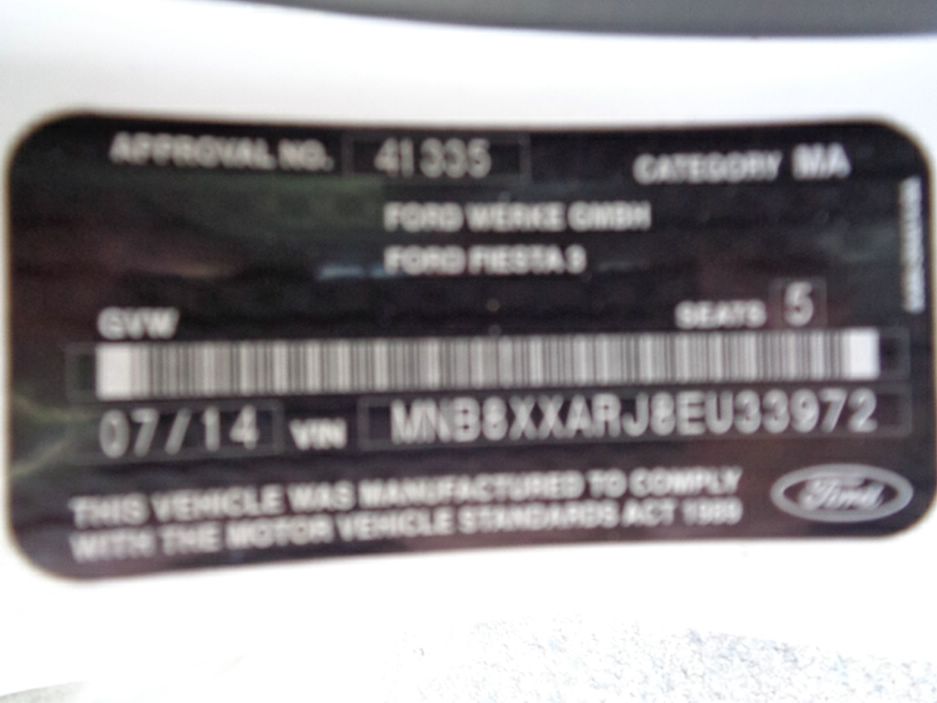 APPROVAL NO. 41335 CATEGORY MA
FORD WERKE GMBH
FORD FIESTA 3
GVW SEATS 5
07/14 VIN MNB8XXARJ8EU33972
THIS VEHICLE WAS MANUFACTURED TO COMPLY
WITH THE MOTOR VEHICLE STANDARDS ACT 1989
Ford